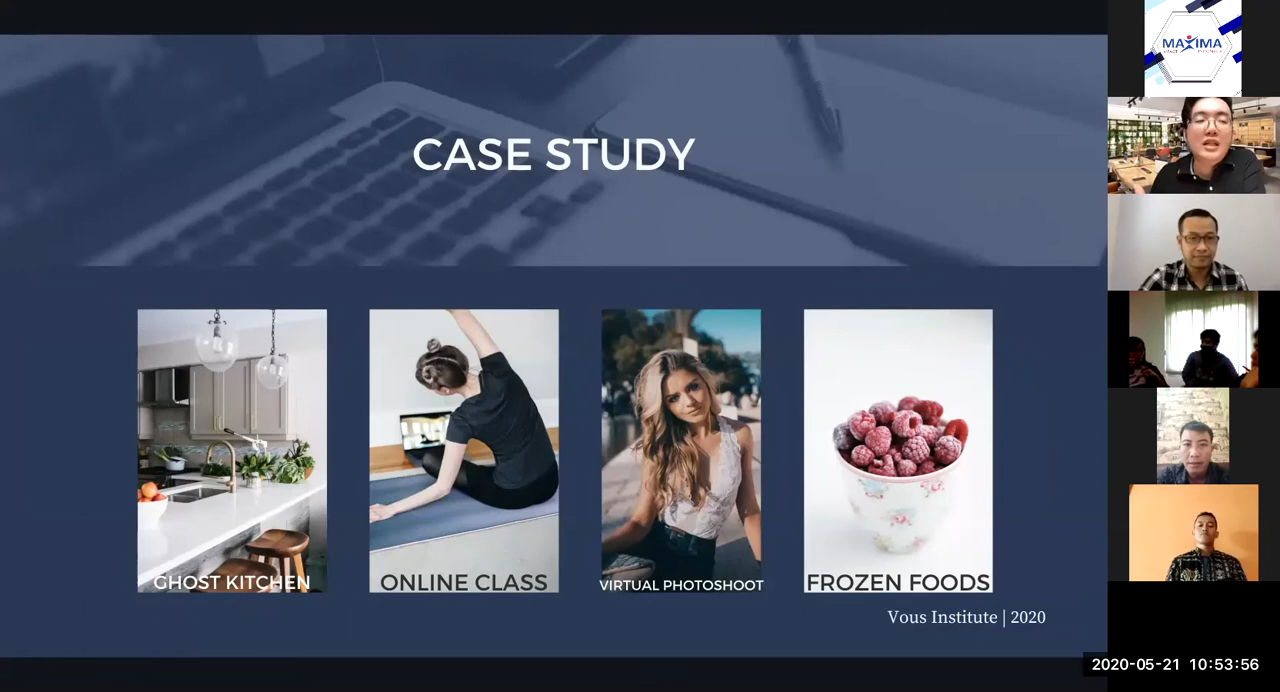 CASE STUDY
GHOST KITCHEN
ONLINE CLASS
VIRTUAL PHOTOSHOOT
FROZEN FOODS
Vous Institute | 2020
MAXIMA
2020-05-21 10:53:56